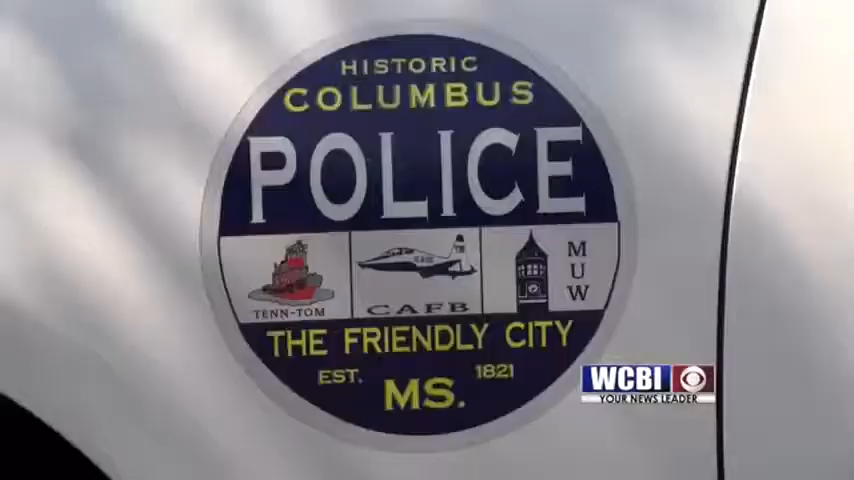 HISTORIC
COLUMBUS
POLICE
TENN-TOM
CAFB
MUW
THE FRIENDLY CITY
EST. 1821
MS.
WCBI
YOUR NEWS LEADER